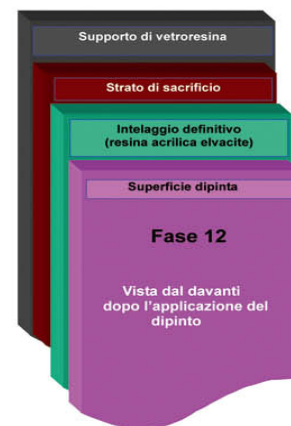 Supporto di vetroresina
Strato di sacrificio
Intelaggio definitivo
(resina acrilica elvacite)
Superficie dipinta
Fase 12
Vista dal davanti
dopo l'applicazione del
dipinto